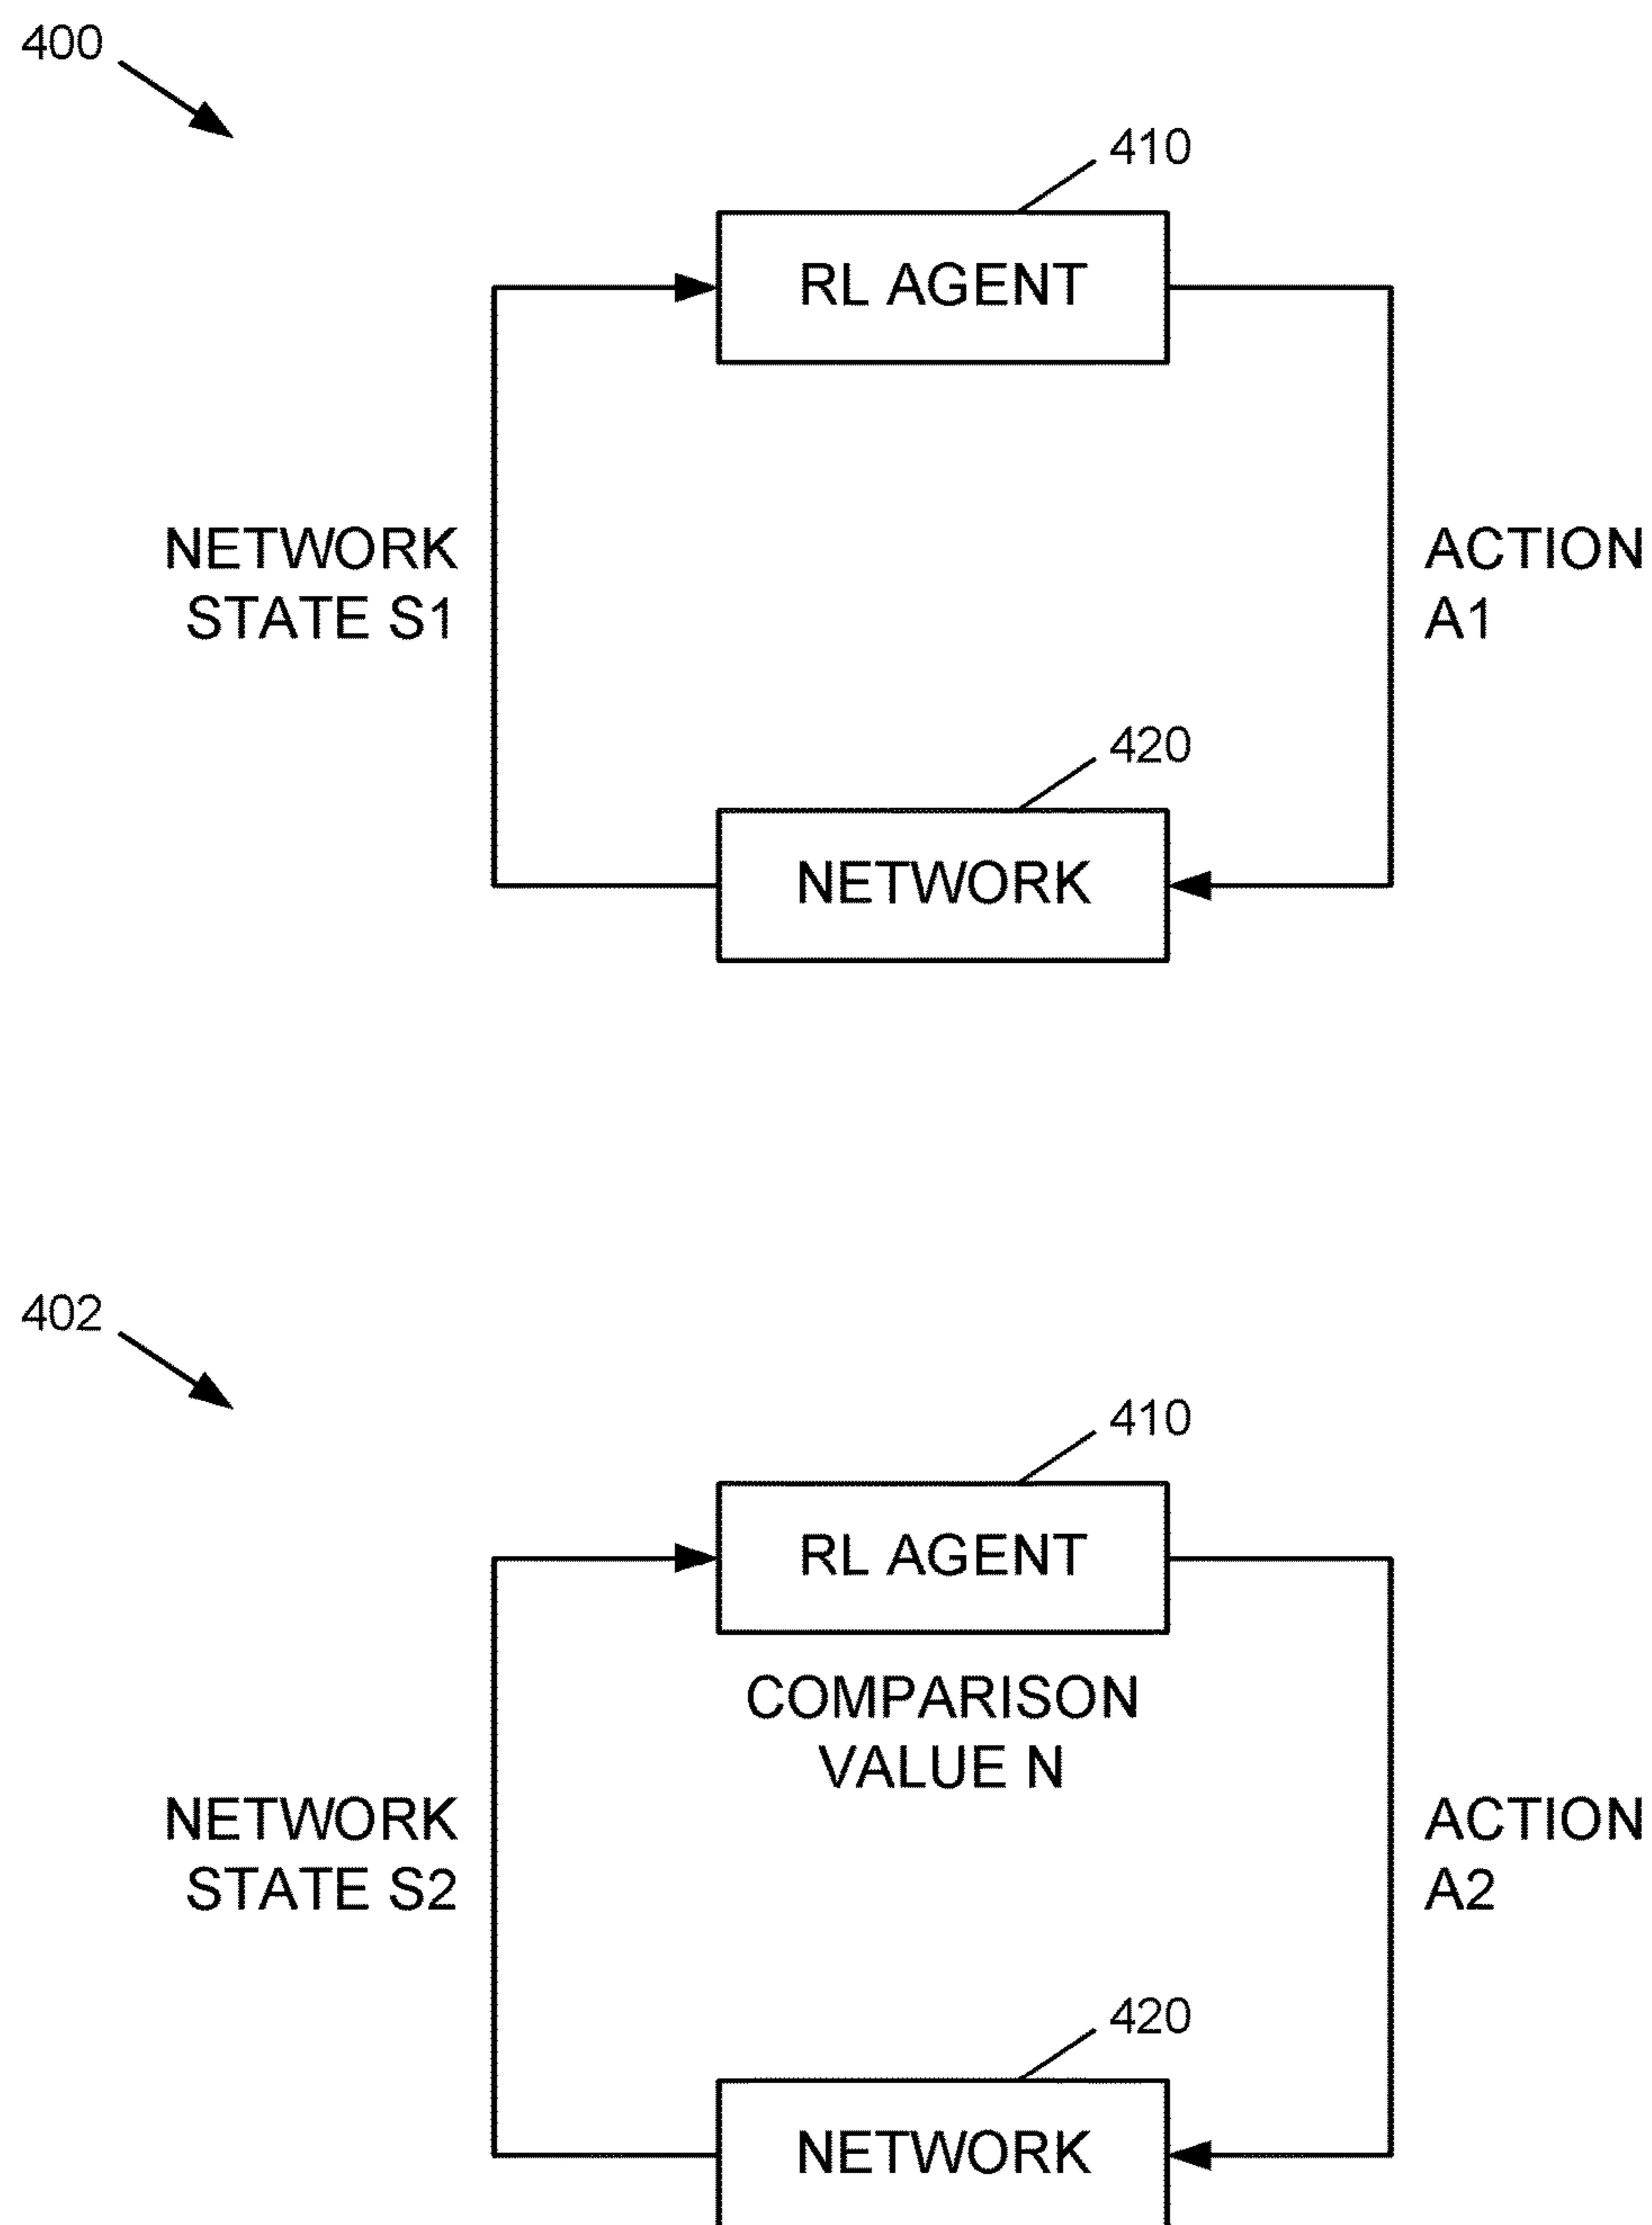 400
410
RL AGENT
NETWORK
STATE S1
ACTION
A1
420
NETWORK
402
410
RL AGENT
COMPARISON
VALUE N
NETWORK
STATE S2
ACTION
A2
420
NETWORK